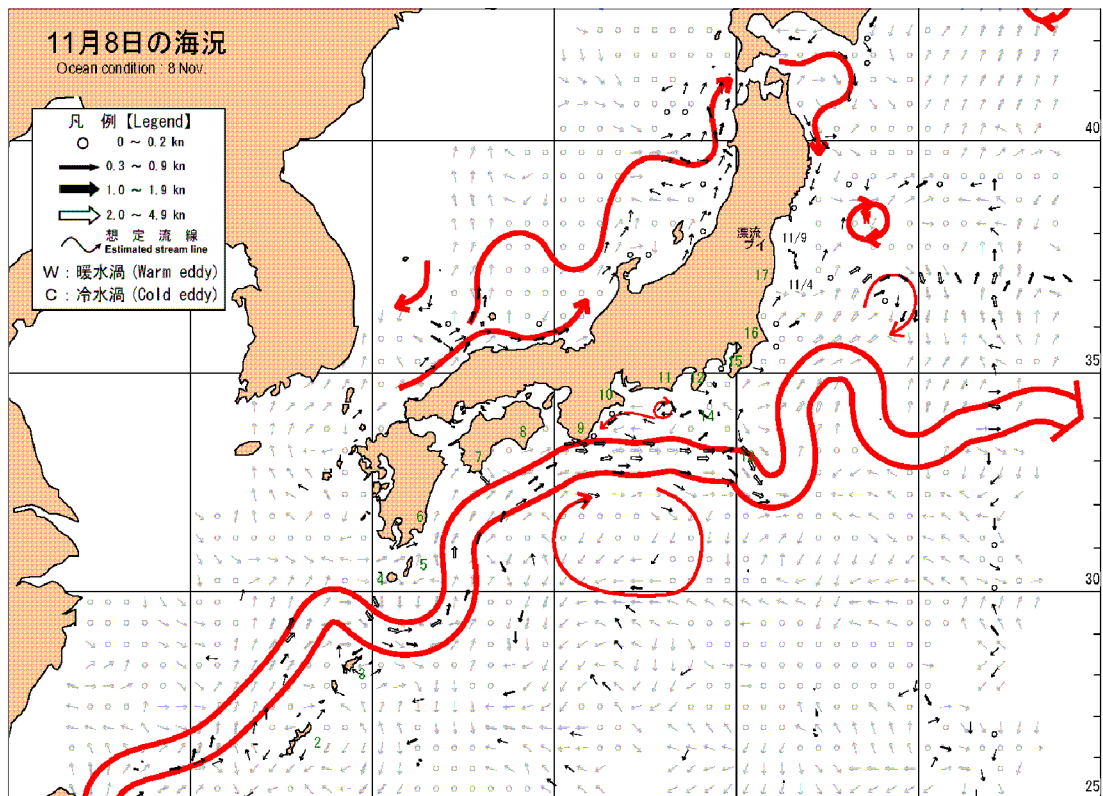 11月8日の海況
Ocean condition : 8 Nov.
凡 例【Legend】
0 ～ 0.2 kn
0.3 ～ 0.9 kn
1.0 ～ 1.9 kn
2.0 ～ 4.9 kn
想 定 流 線
Estimated stream line
W : 暖水渦 (Warm eddy)
C : 冷水渦 (Cold eddy)
40
漂流
ブイ
11/9
17
11/4
16
35
15
11
12
10
14
9
8
7
13
6
5
4
30
3
2
25